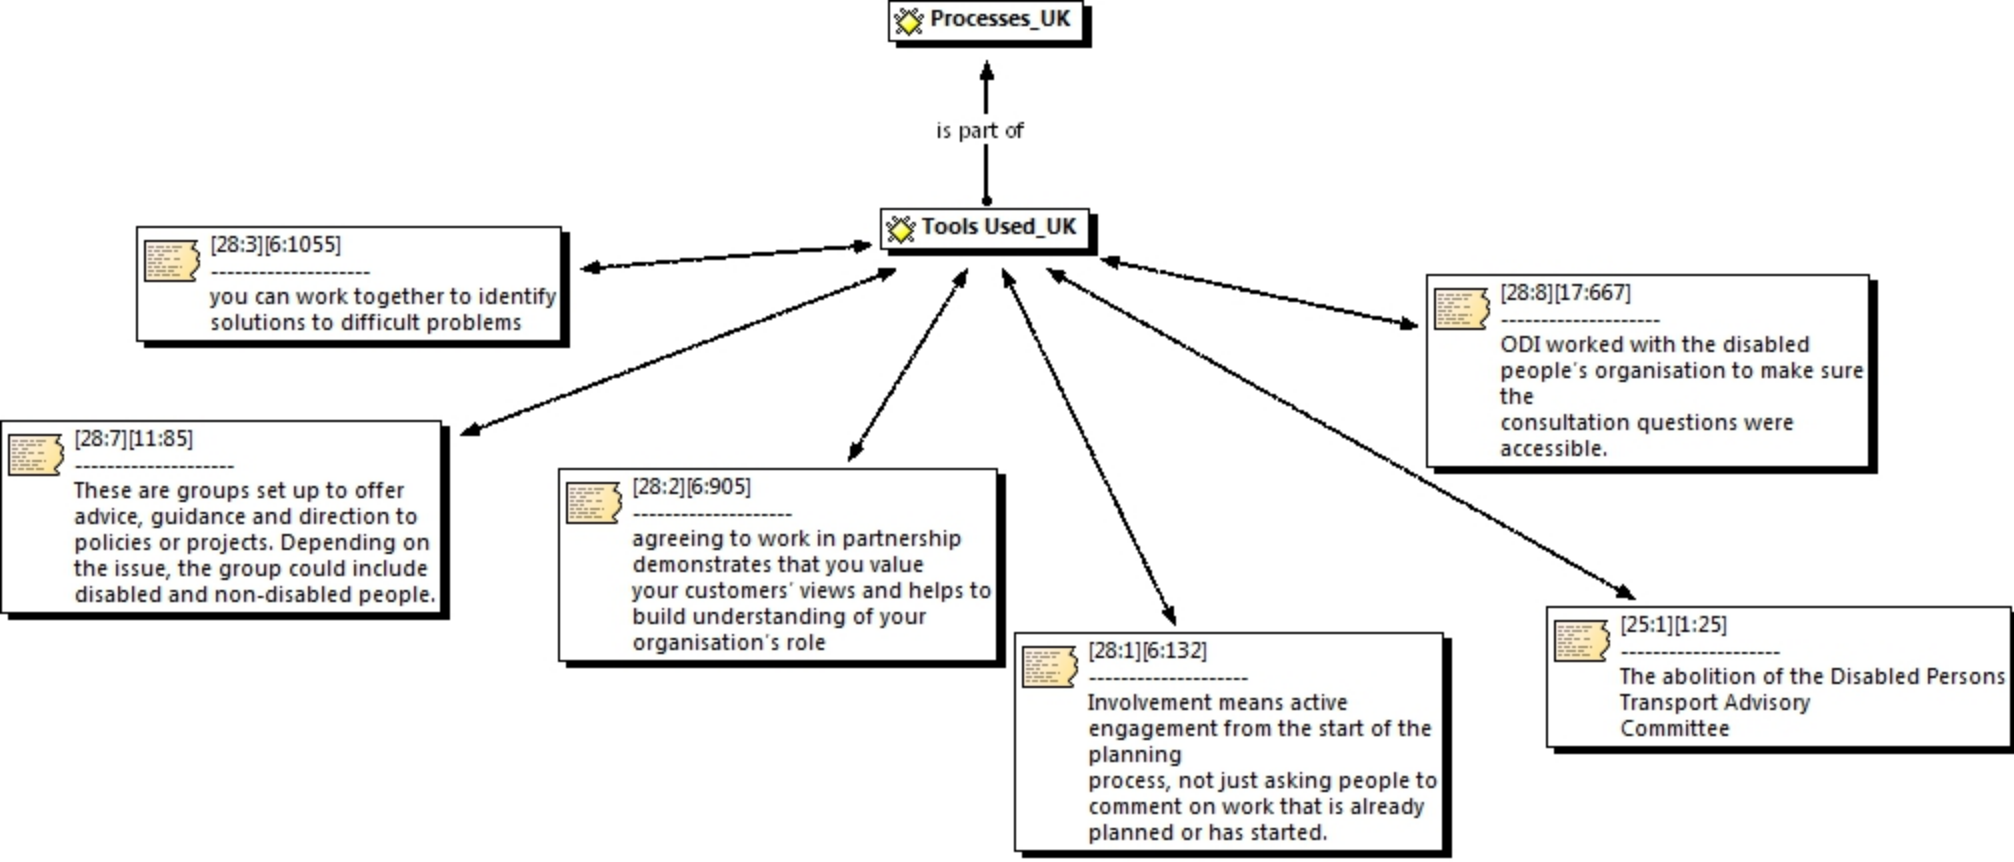 Processes_UK
is part of
Tools Used_UK
[28:3][6:1055]
--------------------
you can work together to identify
solutions to difficult problems
[28:8][17:667]
--------------------
ODI worked with the disabled
people's organisation to make sure
the
consultation questions were
accessible.
[28:7][11:85]
--------------------
These are groups set up to offer
advice, guidance and direction to
policies or projects. Depending on
the issue, the group could include
disabled and non-disabled people.
[28:2][6:905]
--------------------
agreeing to work in partnership
demonstrates that you value
your customers' views and helps to
build understanding of your
organisation's role
[28:1][6:132]
--------------------
Involvement means active
engagement from the start of the
planning
process, not just asking people to
comment on work that is already
planned or has started.
[25:1][1:25]
--------------------
The abolition of the Disabled Persons
Transport Advisory
Committee